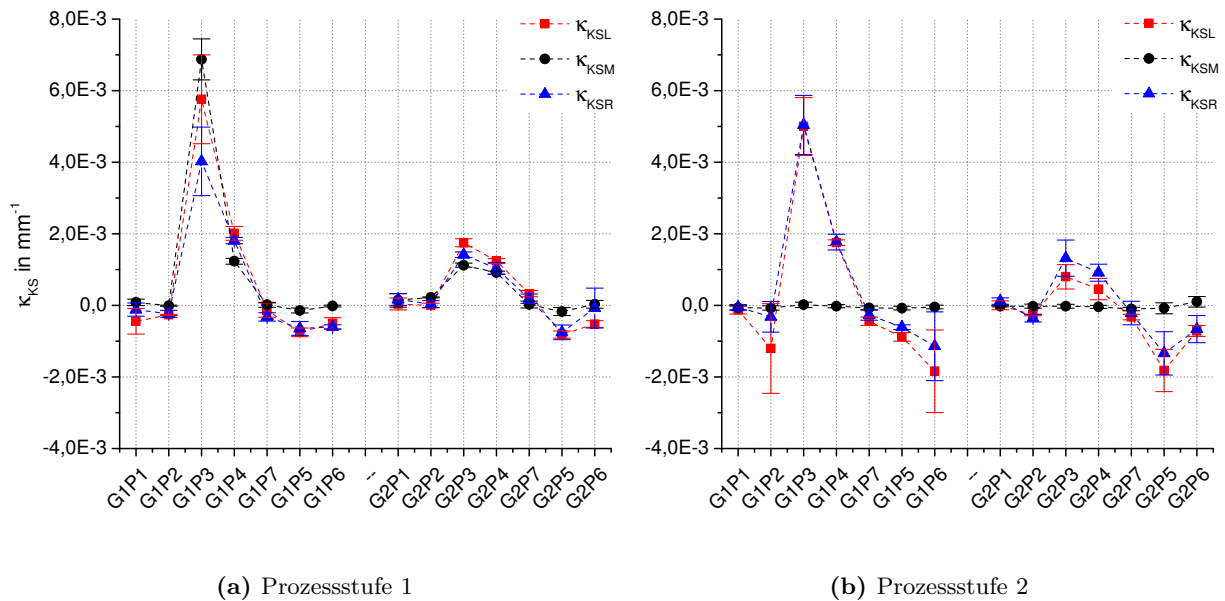 8,0E-3
6,0E-3
4,0E-3
2,0E-3
0,0
-2,0E-3
-4,0E-3
κKS in mm-1
κKSL
κKSM
κKSR
G1P1
G1P2
G1P3
G1P4
G1P7
G1P5
G1P6
--
G2P1
G2P2
G2P3
G2P4
G2P7
G2P5
G2P6
(a) Prozessstufe 1
8,0E-3
6,0E-3
4,0E-3
2,0E-3
0,0
-2,0E-3
-4,0E-3
κKSL
κKSM
κKSR
G1P1
G1P2
G1P3
G1P4
G1P7
G1P5
G1P6
--
G2P1
G2P2
G2P3
G2P4
G2P7
G2P5
G2P6
(b) Prozessstufe 2